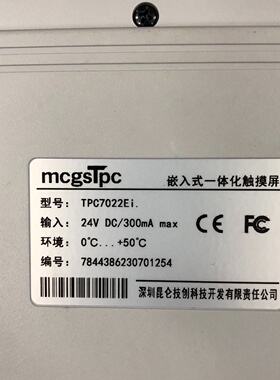 mcgsTpc 嵌入式一体化触摸屏
型号： TPC7022Ei.
输入： 24V DC/300mA max
环境： 0℃...+50℃
编号： 7844386230701254
CE FC
深圳昆仑技创科技开发有限责任公司